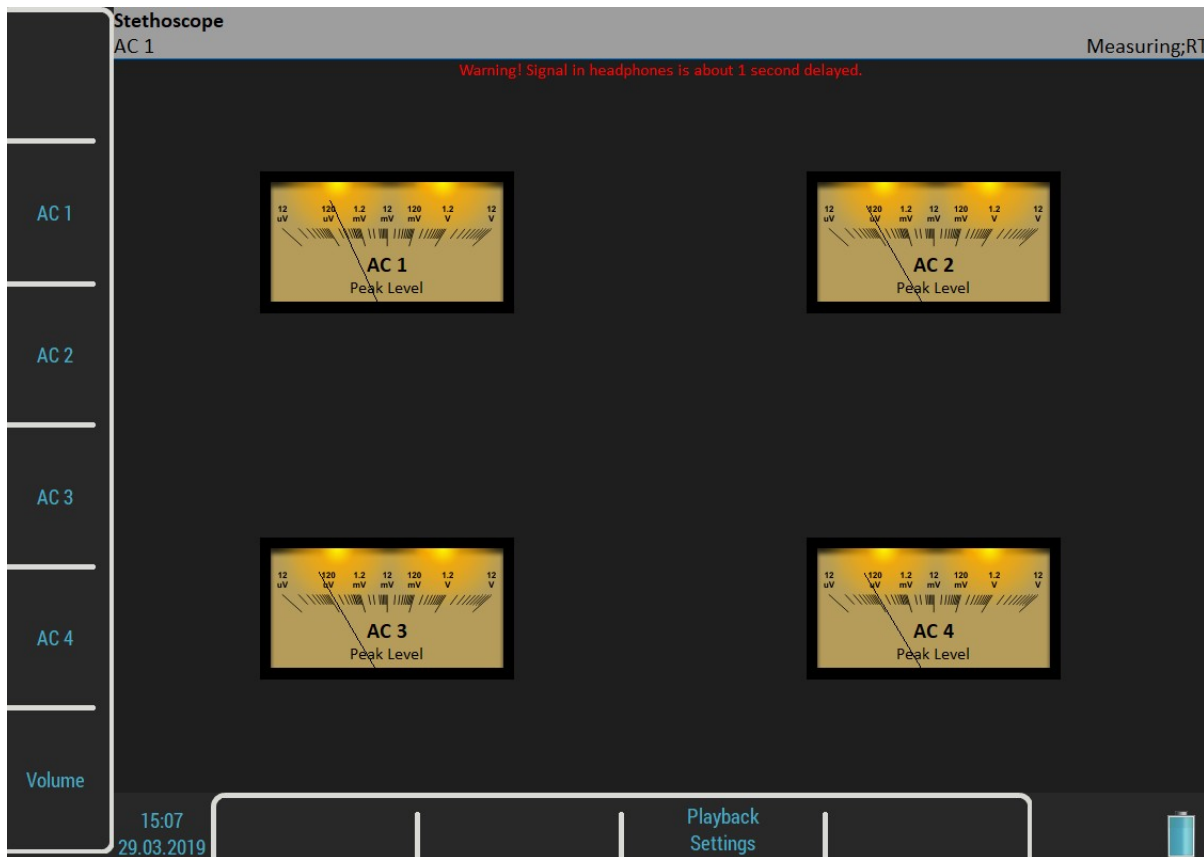 Stethoscope
AC 1
Measuring;RT
Warning! Signal in headphones is about 1 second delayed.
AC 1
AC 2
AC 3
AC 4
Volume
12 120 1.2 12 120 1.2 12
uV uV mV mV mV V V
AC 1
Peak Level
12 120 1.2 12 120 1.2 12
uV uV mV mV mV V V
AC 2
Peak Level
12 120 1.2 12 120 1.2 12
uV uV mV mV mV V V
AC 3
Peak Level
12 120 1.2 12 120 1.2 12
uV uV mV mV mV V V
AC 4
Peak Level
15:07
29.03.2019
Playback
Settings